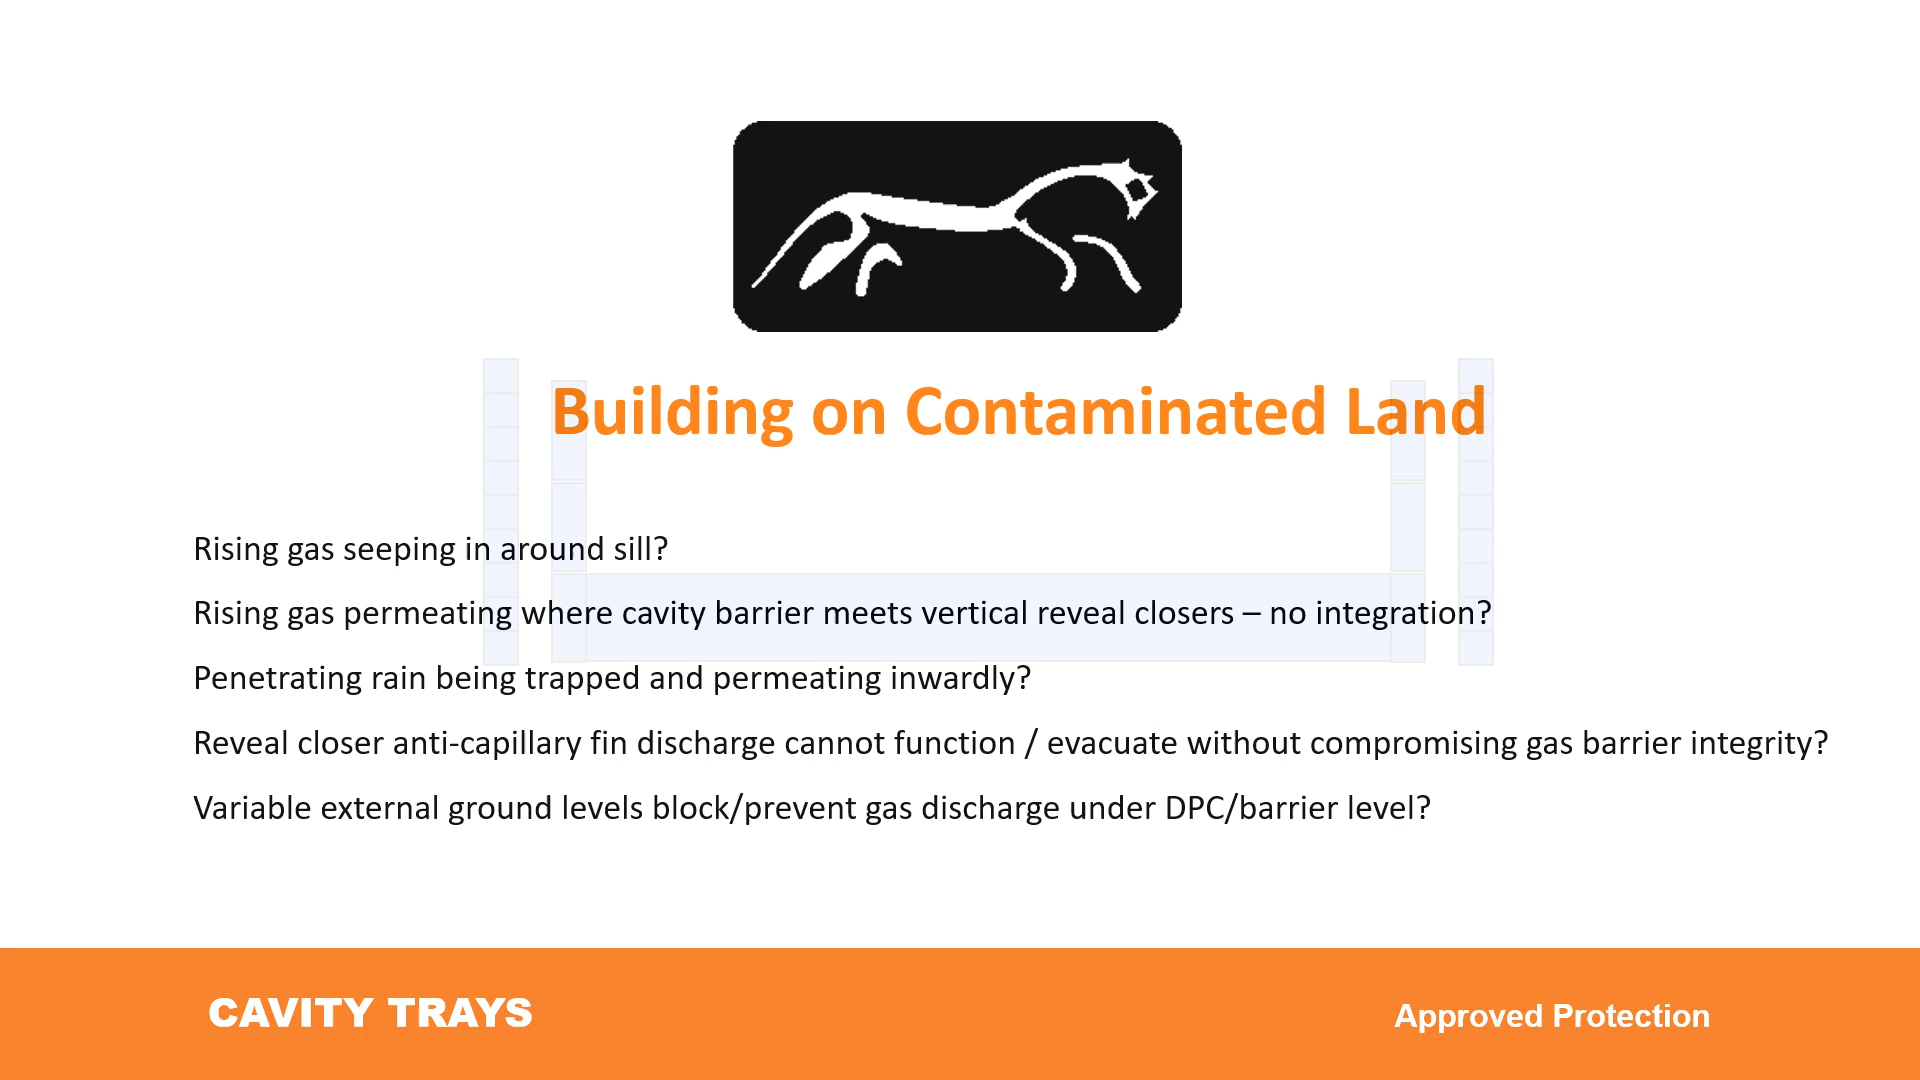 Building on Contaminated Land
Rising gas seeping in around sill?
Rising gas permeating where cavity barrier meets vertical reveal closers – no integration?
Penetrating rain being trapped and permeating inwardly?
Reveal closer anti-capillary fin discharge cannot function / evacuate without compromising gas barrier integrity?
Variable external ground levels block/prevent gas discharge under DPC/barrier level?
CAVITY TRAYS
Approved Protection